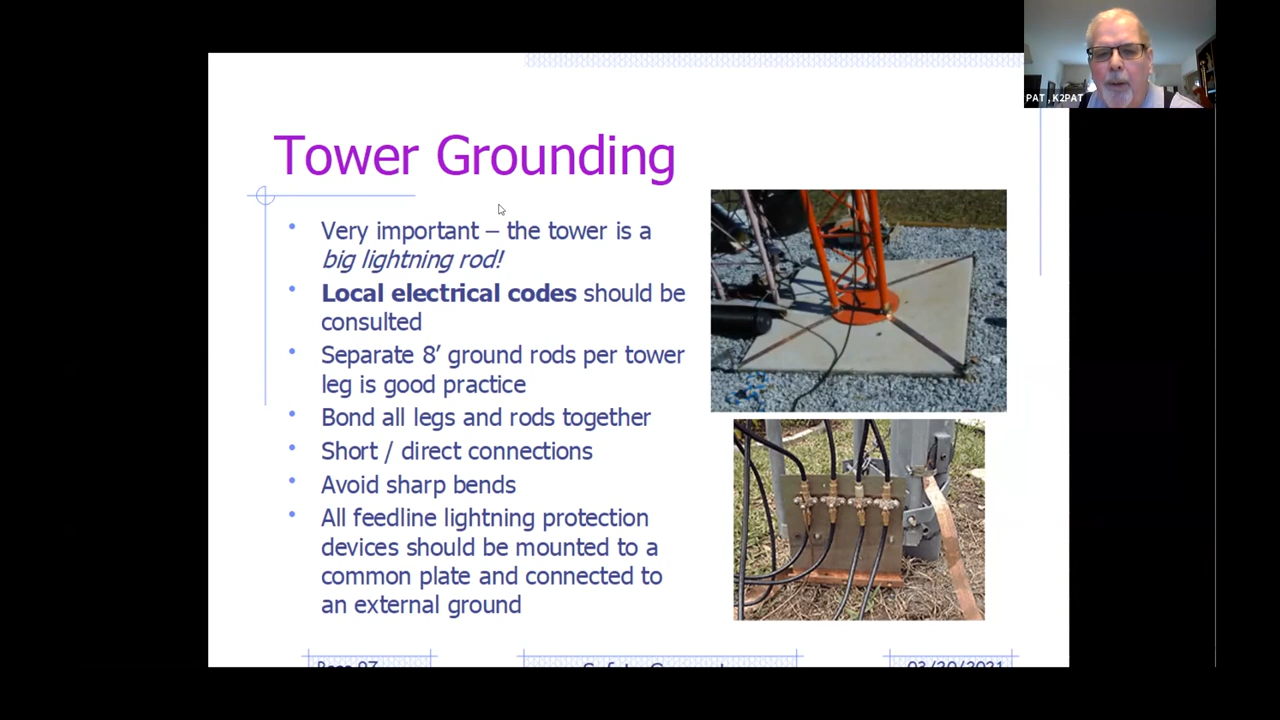 PAT , K2PAT
Tower Grounding
• Very important – the tower is a
big lightning rod!
• Local electrical codes should be
consulted
• Separate 8’ ground rods per tower
leg is good practice
• Bond all legs and rods together
• Short / direct connections
• Avoid sharp bends
• All feedline lightning protection
devices should be mounted to a
common plate and connected to
an external ground
03/20/2021